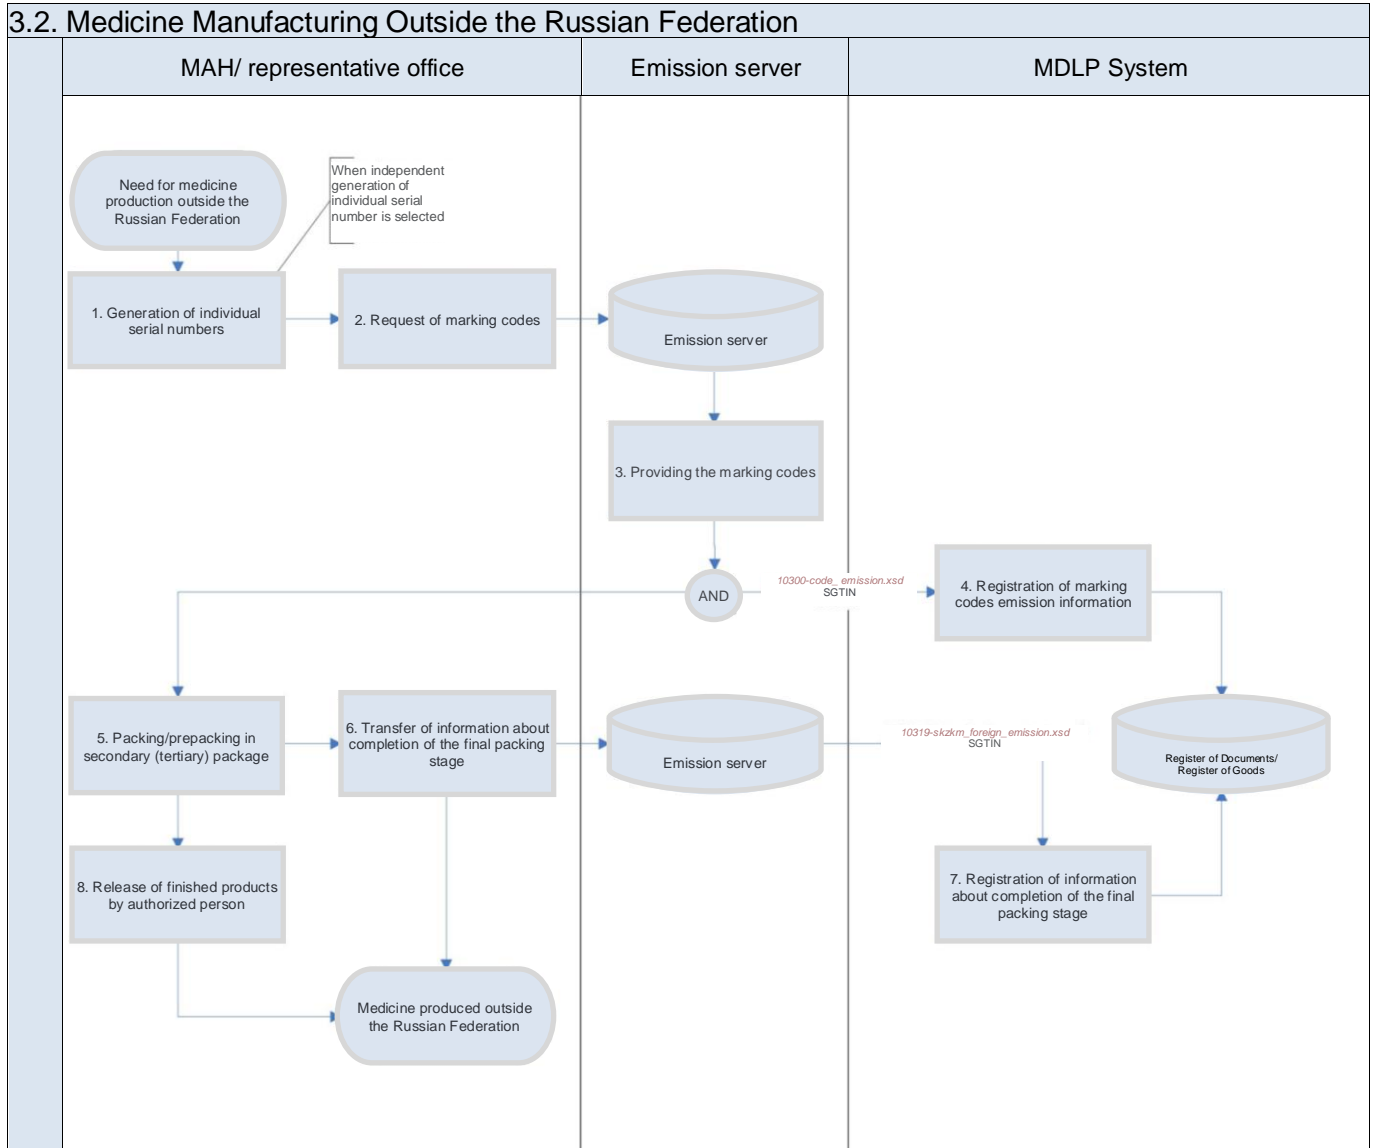 3.2. Medicine Manufacturing Outside the Russian Federation
MAH/ representative office
Emission server
MDLP System
Need for medicine
production outside the
Russian Federation
When independent
generation of
individual serial
number is selected
1. Generation of individual
serial numbers
2. Request of marking codes
Emission server
3. Providing the marking codes
AND
10300-code_ emission.xsd
SGTIN
4. Registration of marking
codes emission information
5. Packing/prepacking in
secondary (tertiary) package
6. Transfer of information about
completion of the final packing
stage
Emission server
10319-skzkm_foreign_emission.xsd
SGTIN
Register of Documents/
Register of Goods
8. Release of finished products
by authorized person
7. Registration of information
about completion of the final
packing stage
Medicine produced outside
the Russian Federation